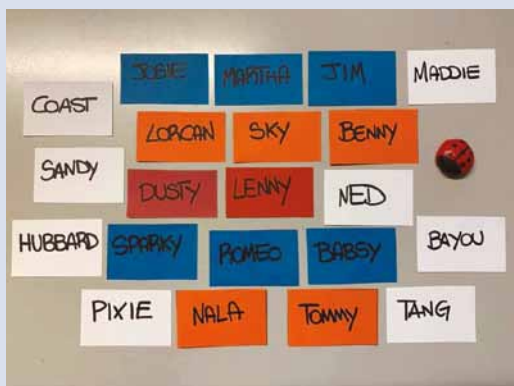 JOSIE MARTHA JIM MADDIE
COAST
LORCAN SKY BENNY
SANDY
DUSTY LENNY NED
HUBBARD SPARKY ROMEO BABSY BAYOU
PIXIE NALA TOMMY TANG